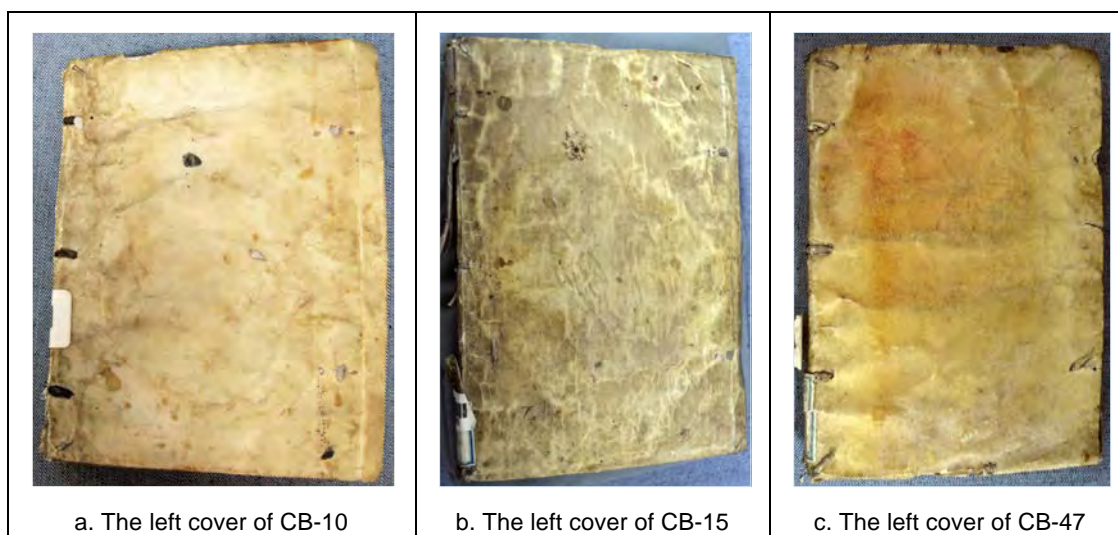 a. The left cover of CB-10
b. The left cover of CB-15
c. The left cover of CB-47